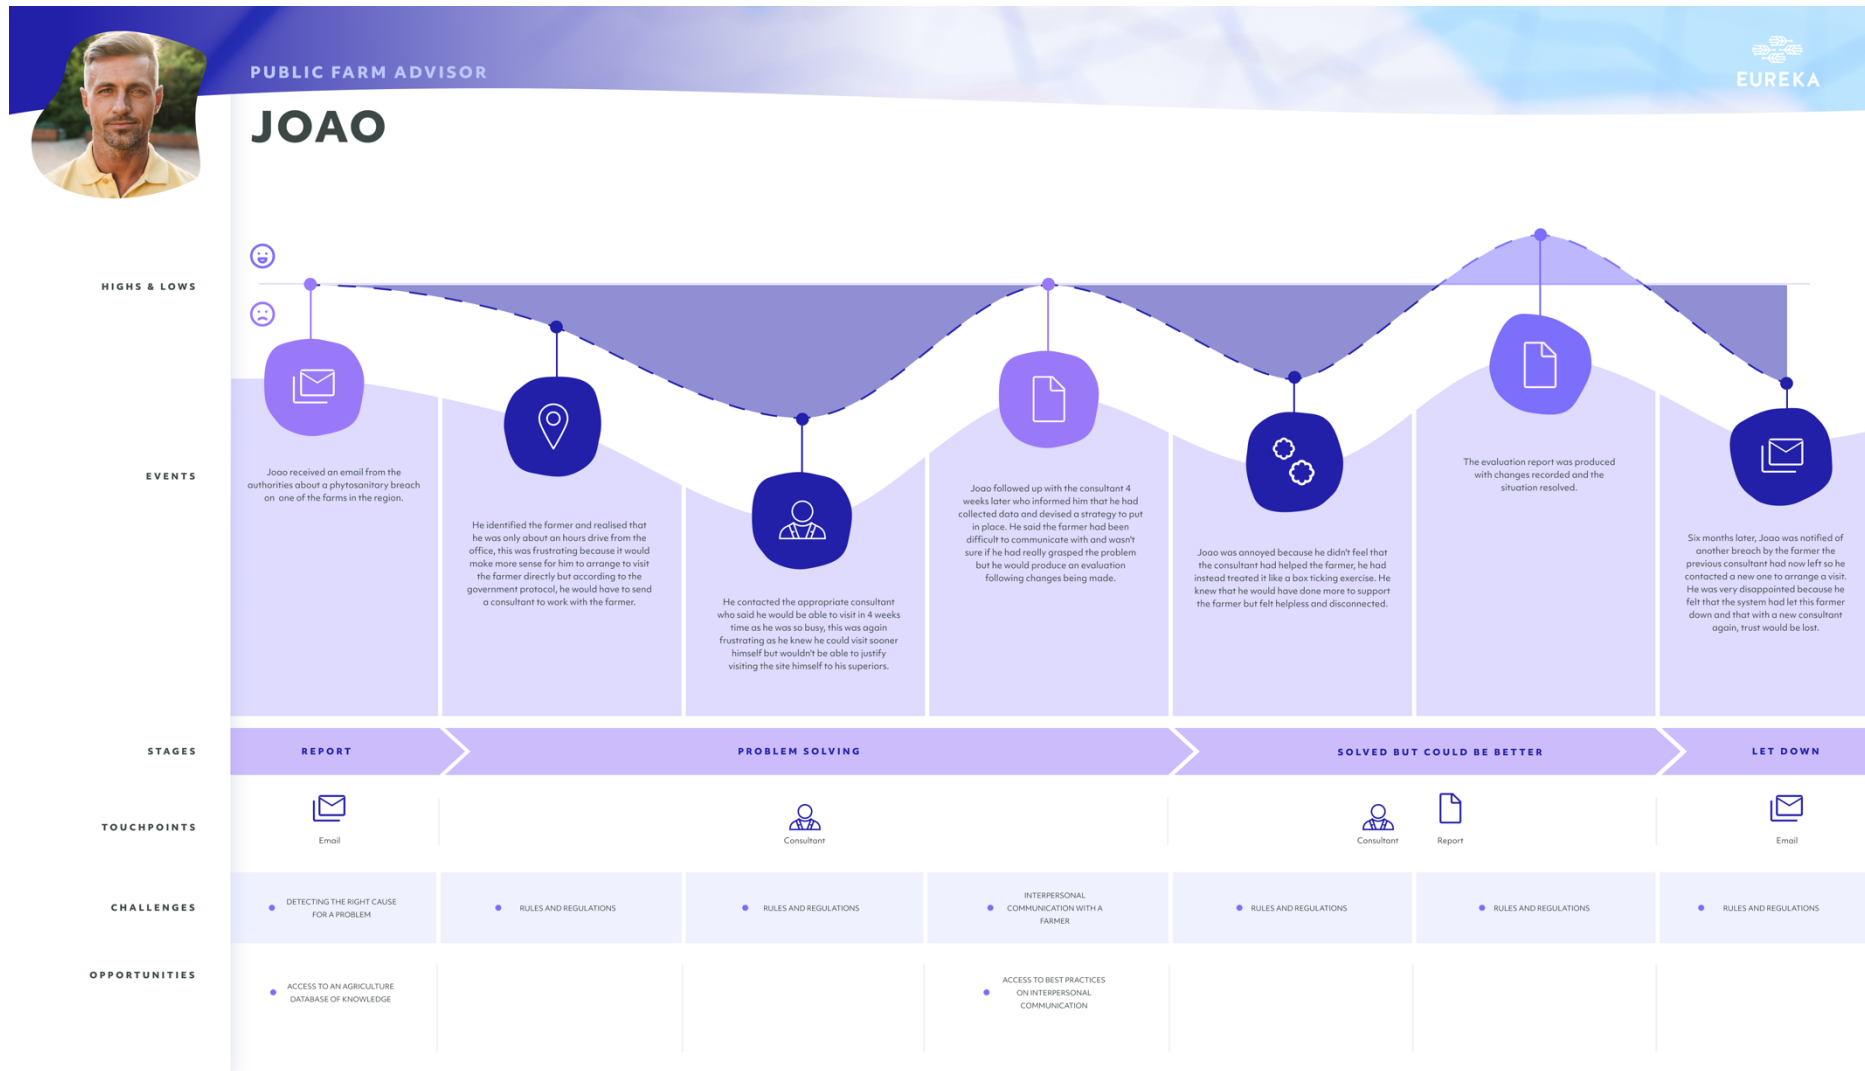 PUBLIC FARM ADVISOR
EUREKA
JOAO
HIGHS & LOWS
EVENTS
Joao received an email from the
authorities about a phytosanitary breach
on one of the farms in the region.
He identified the farmer and realised that
he was only about an hours drive from the
office, this was frustrating because it would
make more sense for him to arrange to visit
the farmer directly but according to the
government protocol, he would have to send
a consultant to work with the farmer.
He contacted the appropriate consultant
who said he would be able to visit in 4 weeks
time as he was so busy, this was again
frustrating as he knew he could visit sooner
himself but wouldn't be able to justify
visiting the site himself to his superiors.
Joao followed up with the consultant 4
weeks later who informed him that he had
collected data and devised a strategy to put
in place. He said the farmer had been
difficult to communicate with and wasn't
sure if he had really grasped the problem
but he would produce an evaluation
following changes being made.
Joao was annoyed because he didn't feel that
the consultant had helped the farmer, he had
instead treated it like a box ticking exercise. He
knew that he would have done more to support
the farmer but felt helpless and disconnected.
The evaluation report was produced
with changes recorded and the
situation resolved.
Six months later, Joao was notified of
another breach by the farmer the
previous consultant had now left so he
contacted a new one to arrange a visit.
He was very disappointed because he
felt that the system had let this farmer
down and that with a new consultant
again, trust would be lost.
STAGES
REPORT
PROBLEM SOLVING
SOLVED BUT COULD BE BETTER
LET DOWN
TOUCHPOINTS
Email
Consultant
Consultant
Report
Email
CHALLENGES
DETECTING THE RIGHT CAUSE
FOR A PROBLEM
RULES AND REGULATIONS
RULES AND REGULATIONS
INTERPERSONAL
COMMUNICATION WITH A
FARMER
RULES AND REGULATIONS
RULES AND REGULATIONS
RULES AND REGULATIONS
OPPORTUNITIES
ACCESS TO AN AGRICULTURE
DATABASE OF KNOWLEDGE
ACCESS TO BEST PRACTICES
ON INTERPERSONAL
COMMUNICATION